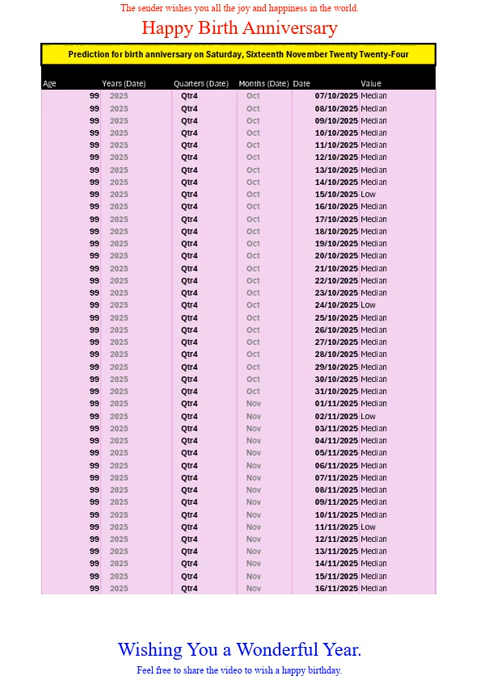 The sender wishes you all the joy and happiness in the world.
Happy Birth Anniversary
Prediction for birth anniversary on Saturday, Sixteenth November Twenty Twenty-Four
Age Years (Date) Quarters (Date) Months (Date) Date Value
99 2025 Qtr4 Oct 07/10/2025 Median
99 2025 Qtr4 Oct 08/10/2025 Median
99 2025 Qtr4 Oct 09/10/2025 Median
99 2025 Qtr4 Oct 10/10/2025 Median
99 2025 Qtr4 Oct 11/10/2025 Median
99 2025 Qtr4 Oct 12/10/2025 Median
99 2025 Qtr4 Oct 13/10/2025 Median
99 2025 Qtr4 Oct 14/10/2025 Median
99 2025 Qtr4 Oct 15/10/2025 Low
99 2025 Qtr4 Oct 16/10/2025 Median
99 2025 Qtr4 Oct 17/10/2025 Median
99 2025 Qtr4 Oct 18/10/2025 Median
99 2025 Qtr4 Oct 19/10/2025 Median
99 2025 Qtr4 Oct 20/10/2025 Median
99 2025 Qtr4 Oct 21/10/2025 Median
99 2025 Qtr4 Oct 22/10/2025 Median
99 2025 Qtr4 Oct 23/10/2025 Median
99 2025 Qtr4 Oct 24/10/2025 Low
99 2025 Qtr4 Oct 25/10/2025 Median
99 2025 Qtr4 Oct 26/10/2025 Median
99 2025 Qtr4 Oct 27/10/2025 Median
99 2025 Qtr4 Oct 28/10/2025 Median
99 2025 Qtr4 Oct 29/10/2025 Median
99 2025 Qtr4 Oct 30/10/2025 Median
99 2025 Qtr4 Oct 31/10/2025 Median
99 2025 Qtr4 Nov 01/11/2025 Median
99 2025 Qtr4 Nov 02/11/2025 Low
99 2025 Qtr4 Nov 03/11/2025 Median
99 2025 Qtr4 Nov 04/11/2025 Median
99 2025 Qtr4 Nov 05/11/2025 Median
99 2025 Qtr4 Nov 06/11/2025 Median
99 2025 Qtr4 Nov 07/11/2025 Median
99 2025 Qtr4 Nov 08/11/2025 Median
99 2025 Qtr4 Nov 09/11/2025 Median
99 2025 Qtr4 Nov 10/11/2025 Median
99 2025 Qtr4 Nov 11/11/2025 Low
99 2025 Qtr4 Nov 12/11/2025 Median
99 2025 Qtr4 Nov 13/11/2025 Median
99 2025 Qtr4 Nov 14/11/2025 Median
99 2025 Qtr4 Nov 15/11/2025 Median
99 2025 Qtr4 Nov 16/11/2025 Median
Wishing You a Wonderful Year.
Feel free to share the video to wish a happy birthday.